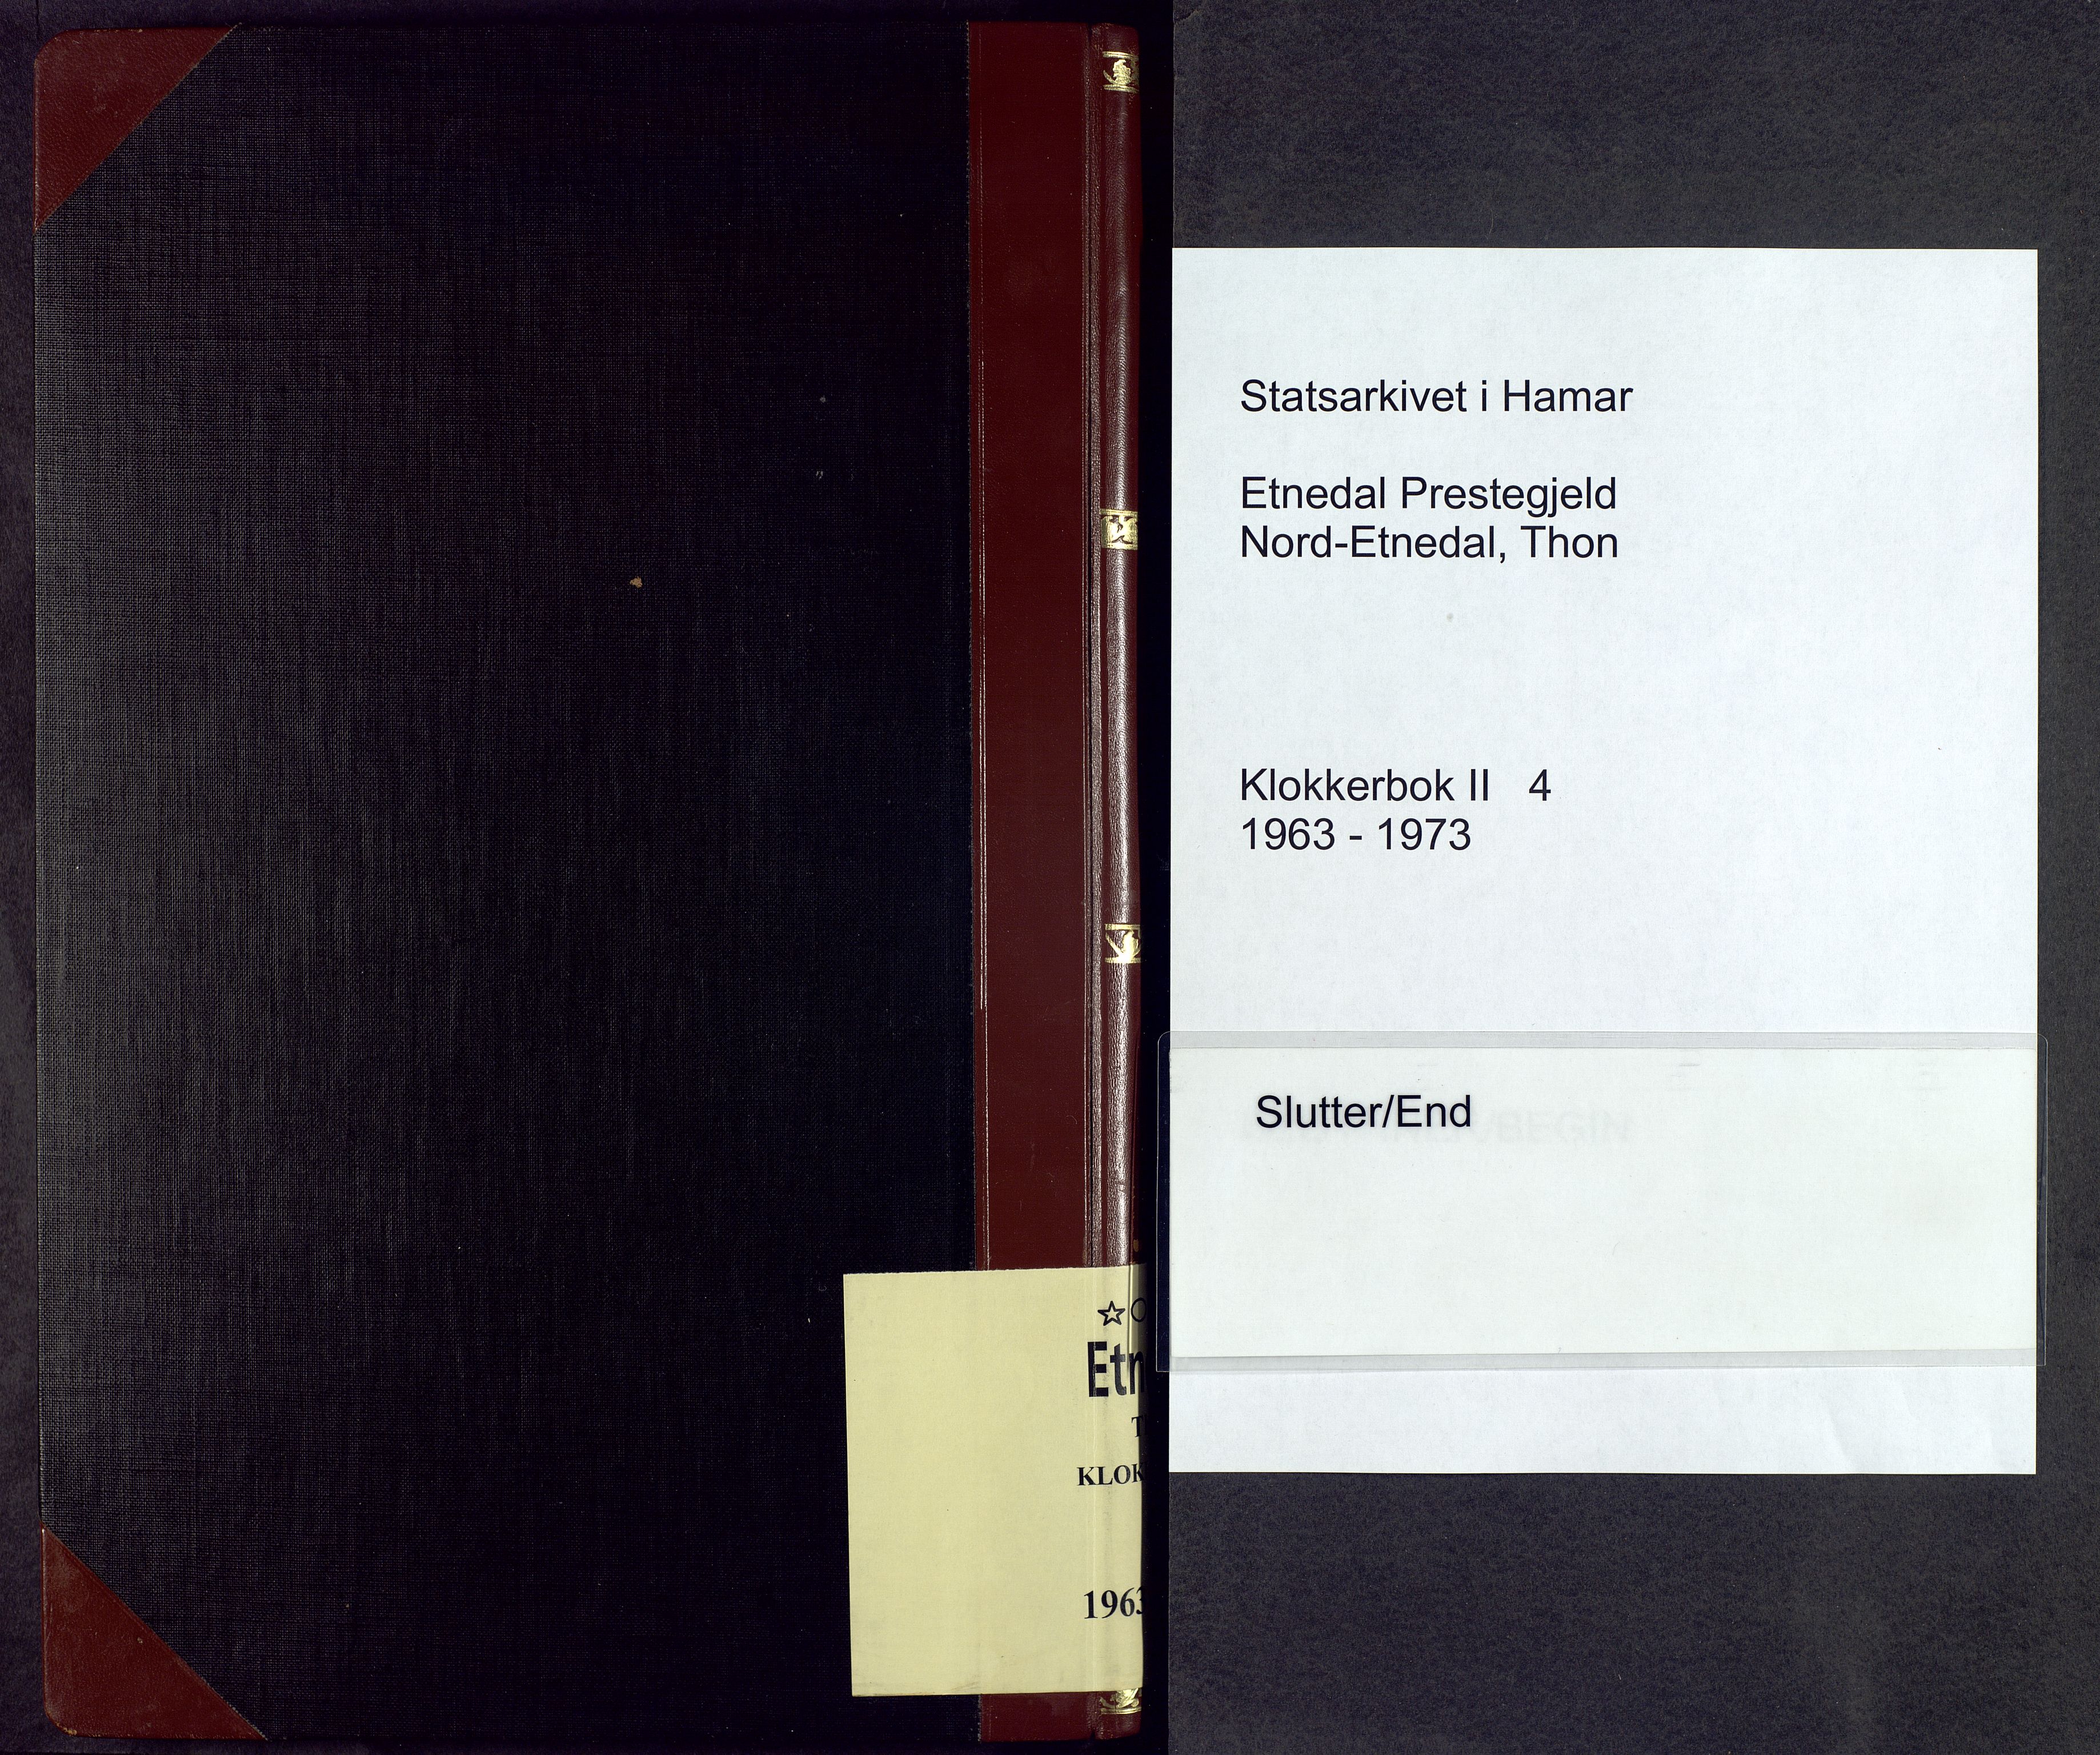 Statsarkivet i Hamar
Etnedal Prestegjeld
Nord-Etnedal, Thon
Klokkerbok II 4
1963 - 1973
Slutter/End
Etn
T
KLOK
1963